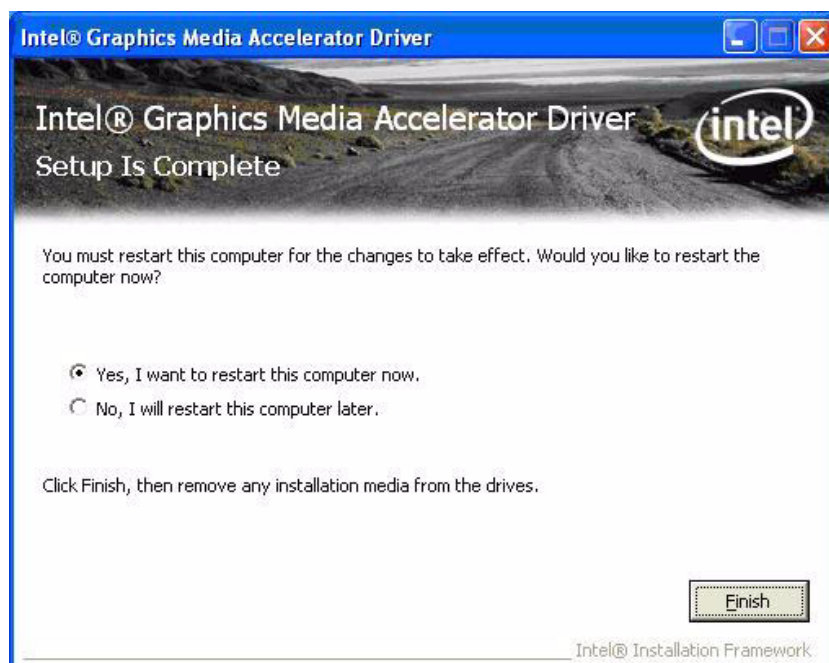 Intel® Graphics Media Accelerator Driver
Intel® Graphics Media Accelerator Driver
Setup Is Complete
intel
You must restart this computer for the changes to take effect. Would you like to restart the
computer now?
Yes, I want to restart this computer now.
No, I will restart this computer later.
Click Finish, then remove any installation media from the drives.
Finish
Intel® Installation Framework